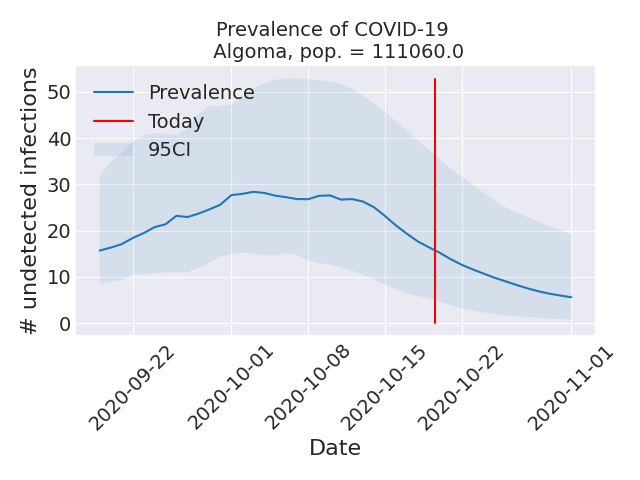 Prevalence of COVID-19
Algoma, pop. = 111060.0
# undetected infections
50
40
30
20
10
0
Prevalence
Today
95CI
2020-09-22
2020-10-01
2020-10-08
2020-10-15
2020-10-22
2020-11-01
Date